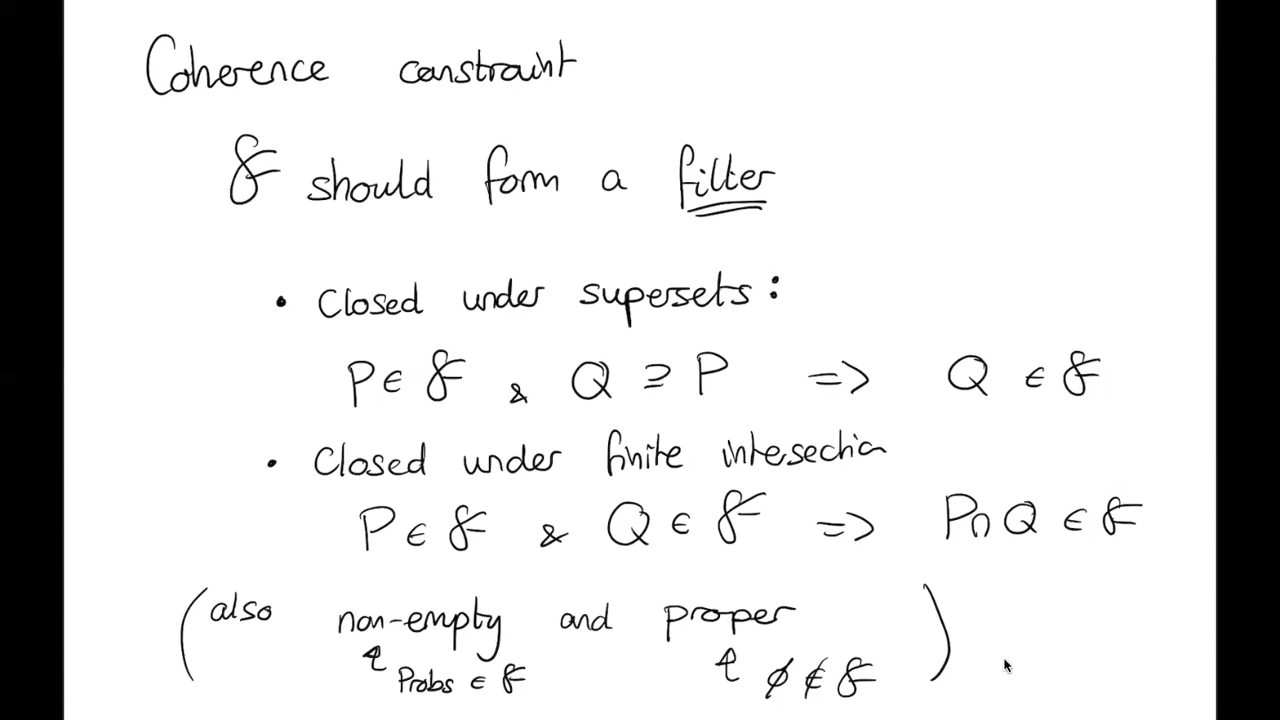 Coherence constraint
ℱ should form a filter
• Closed under supersets:
P ∈ ℱ & Q ⊇ P => Q ∈ ℱ
• Closed under finite intersection
P ∈ ℱ & Q ∈ ℱ => P ∩ Q ∈ ℱ
(also non-empty and proper)
Probs ∈ ℱ ∅ ∉ ℱ